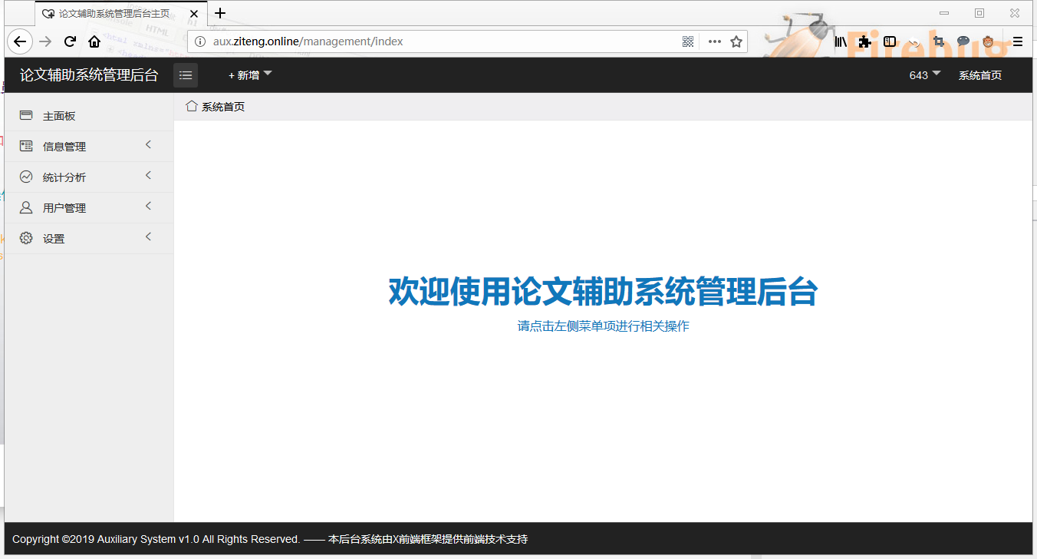 论文辅助系统管理后台主页
aux.ziteng.online/management/index
Firebug
论文辅助系统管理后台
+ 新增
643
系统首页
主面板
信息管理
统计分析
用户管理
设置
系统首页
欢迎使用论文辅助系统管理后台
请点击左侧菜单项进行相关操作
Copyright ©2019 Auxiliary System v1.0 All Rights Reserved. —— 本后台系统由X前端框架提供前端技术支持